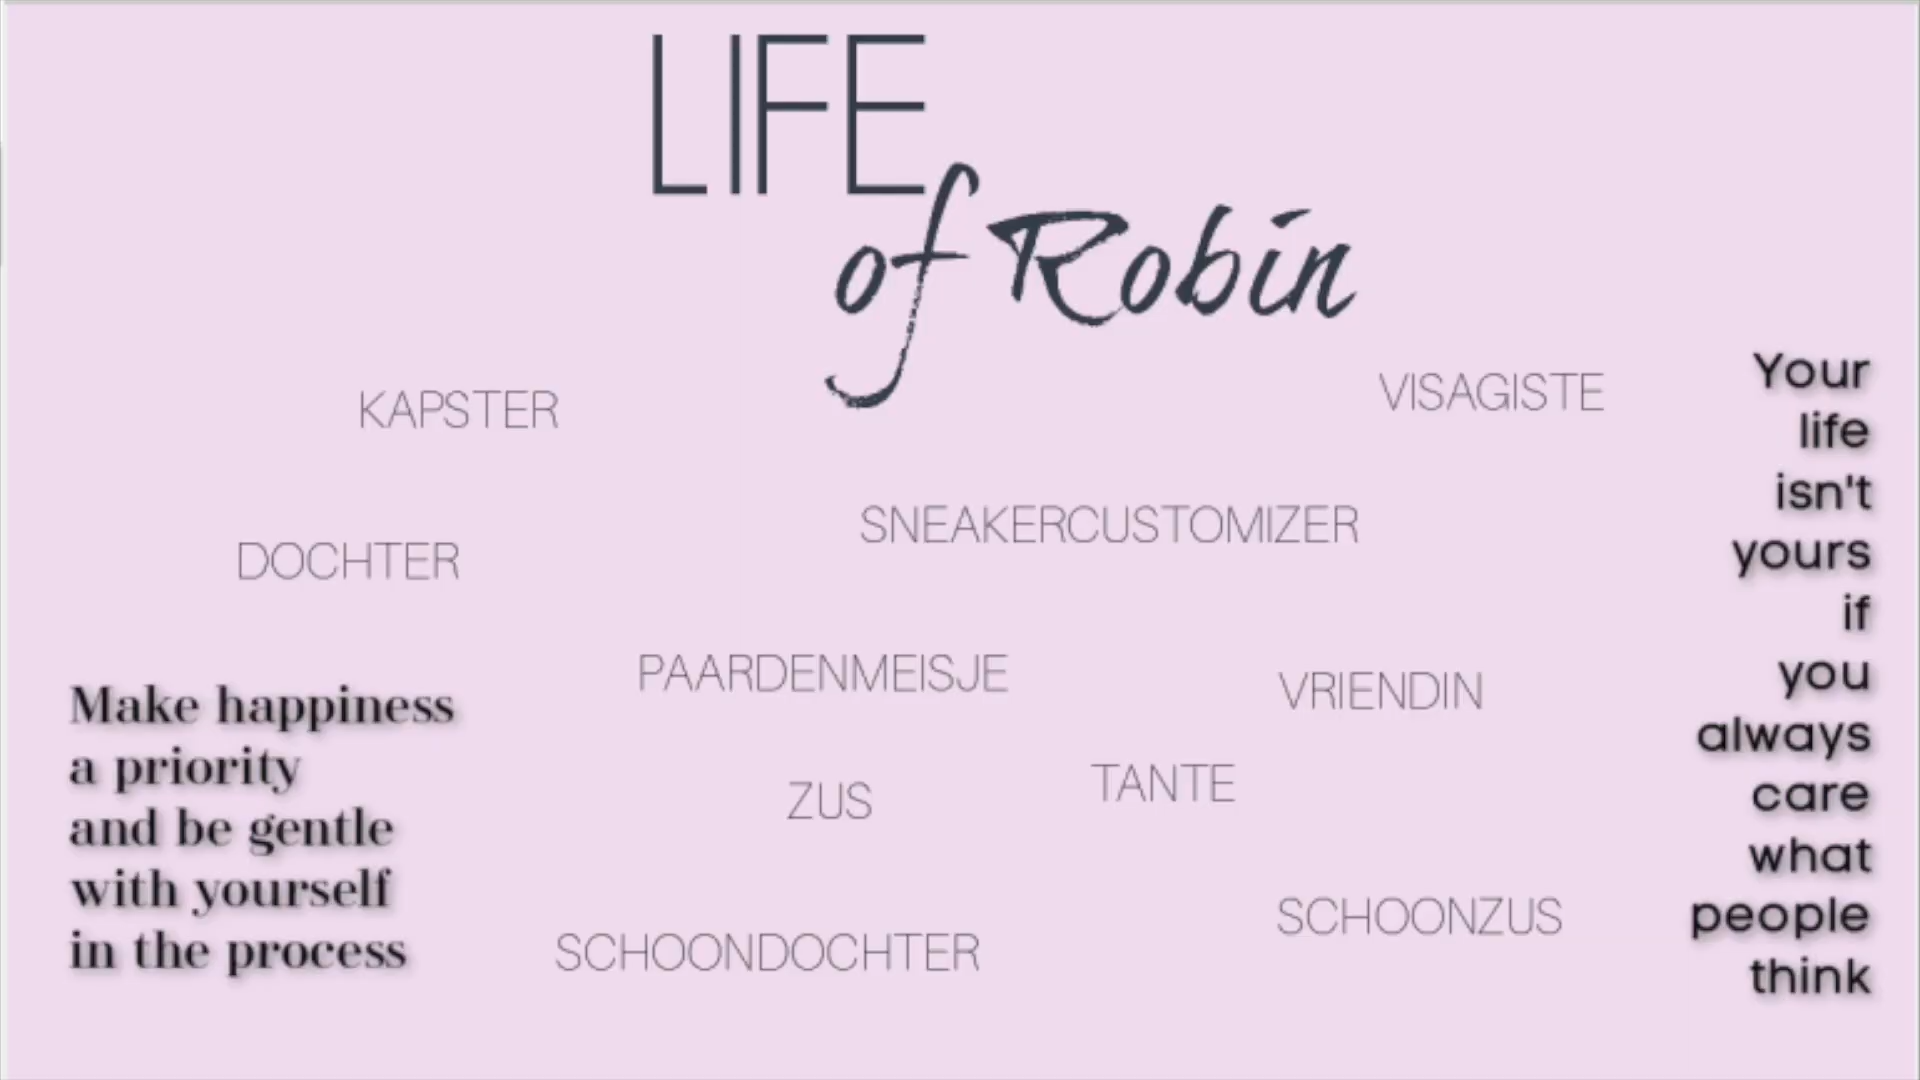 LIFE
of Robin
KAPSTER
VISAGISTE
SNEAKERCUSTOMIZER
DOCHTER
PAARDENMEISJE
VRIENDIN
TANTE
ZUS
SCHOONZUS
SCHOONDOCHTER
Make happiness
a priority
and be gentle
with yourself
in the process
Your
life
isn't
yours
if
you
always
care
what
people
think